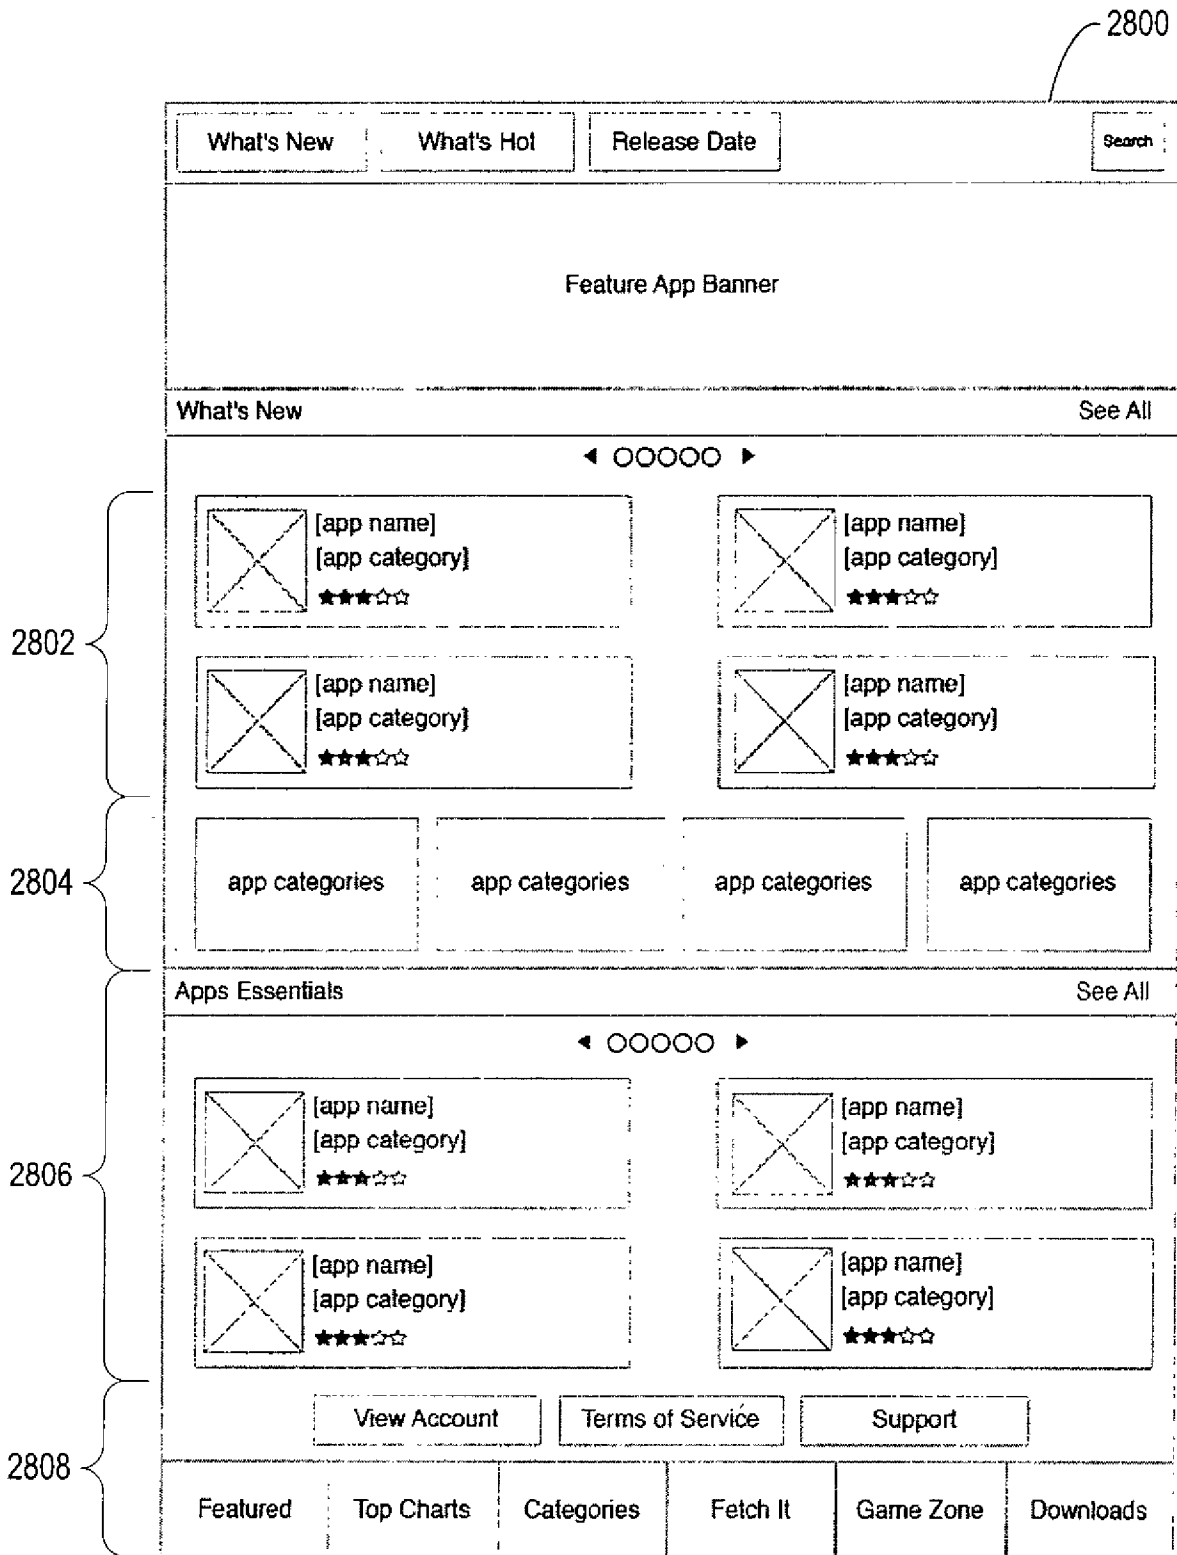 2800
What's New What's Hot Release Date Search
Feature App Banner
What's New See All
[app name] [app name]
[app category] [app category]
2802
[app name] [app name]
[app category] [app category]
2804
app categories app categories app categories app categories
Apps Essentials See All
[app name] [app name]
[app category] [app category]
2806
[app name] [app name]
[app category] [app category]
View Account Terms of Service Support
2808
Featured Top Charts Categories Fetch It Game Zone Downloads